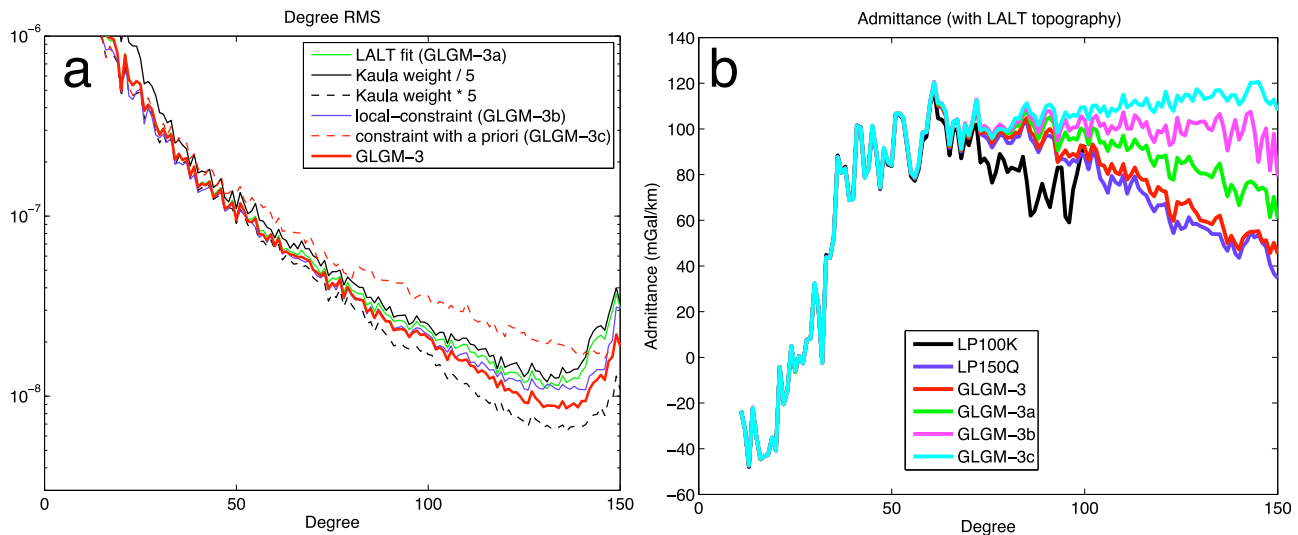 Degree RMS
a
10^-6
10^-7
10^-8
LALT fit (GLGM-3a)
Kaula weight / 5
Kaula weight * 5
local-constraint (GLGM-3b)
constraint with a priori (GLGM-3c)
GLGM-3
0
50
100
150
Degree
Admittance (with LALT topography)
b
Admittance (mGal/km)
140
120
100
80
60
40
20
0
-20
-40
-60
LP100K
LP150Q
GLGM-3
GLGM-3a
GLGM-3b
GLGM-3c
0
50
100
150
Degree